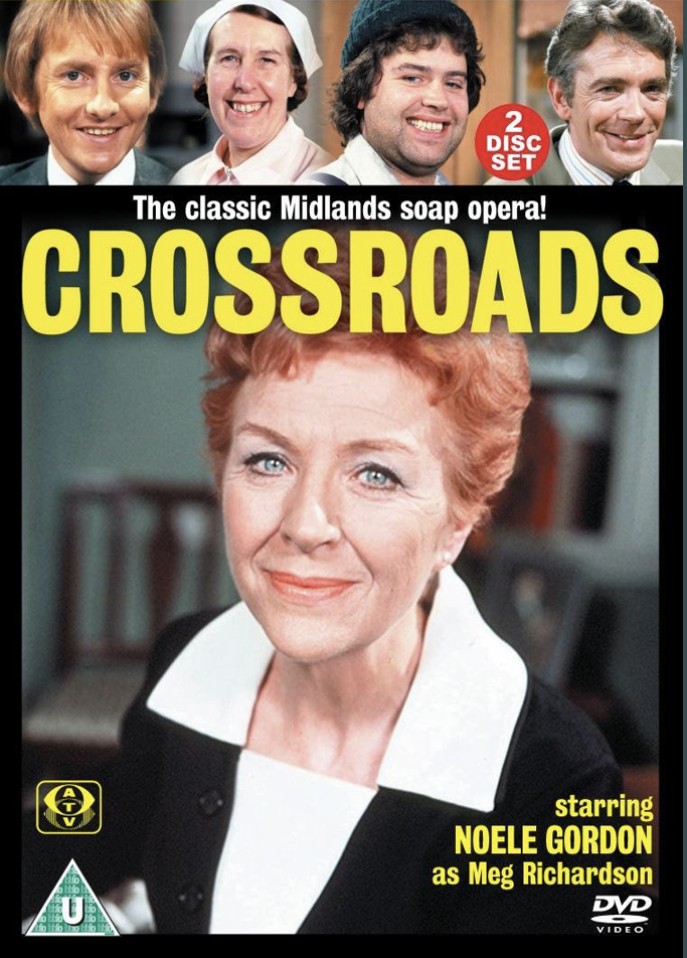 2
DISC
SET
The classic Midlands soap opera!
CROSSROADS
ATV
starring
NOELE GORDON
as Meg Richardson
U
DVD
VIDEO